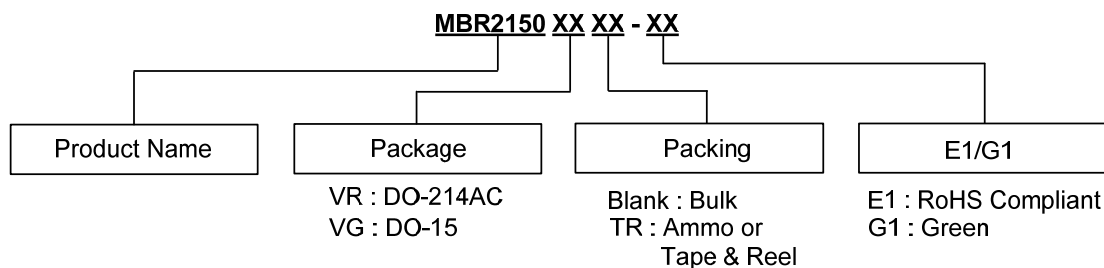 MBR2150 XX XX - XX
Product Name
Package
Packing
E1/G1
VR : DO-214AC
VG : DO-15
Blank : Bulk
TR : Ammo or
Tape & Reel
E1 : RoHS Compliant
G1 : Green